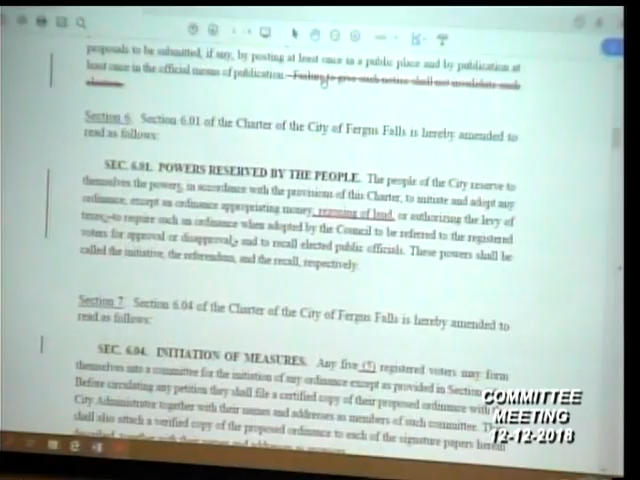 proposals to be submitted, if any, by posting at least once in a public place and by publication at
least once in the official means of publication. Failure to give such notice shall not invalidate such
election.
Section 6. Section 6.01 of the Charter of the City of Fergus Falls is hereby amended to
read as follows:
SEC. 6.01. POWERS RESERVED BY THE PEOPLE. The people of the City reserve to
themselves the powers, in accordance with the provisions of this Charter, to initiate and adopt any
ordinance, except an ordinance appropriating money, rezoning of land, or authorizing the levy of
taxes, to require such an ordinance when adopted by the Council to be referred to the registered
voters for approval or disapproval, and to recall elected public officials. These powers shall be
called the initiative, the referendum, and the recall, respectively.
Section 7. Section 6.04 of the Charter of the City of Fergus Falls is hereby amended to
read as follows:
SEC. 6.04. INITIATION OF MEASURES. Any five (5) registered voters may form
themselves into a committee for the initiation of any ordinance except as provided in Section
Before circulating any petition they shall file a certified copy of their proposed ordinance with
City Administrator together with their names and addresses as members of such committee.
shall also attach a verified copy of the proposed ordinance to each of the signature papers herein
together with their names and addresses as
COMMITTEE
MEETING
12-12-2018